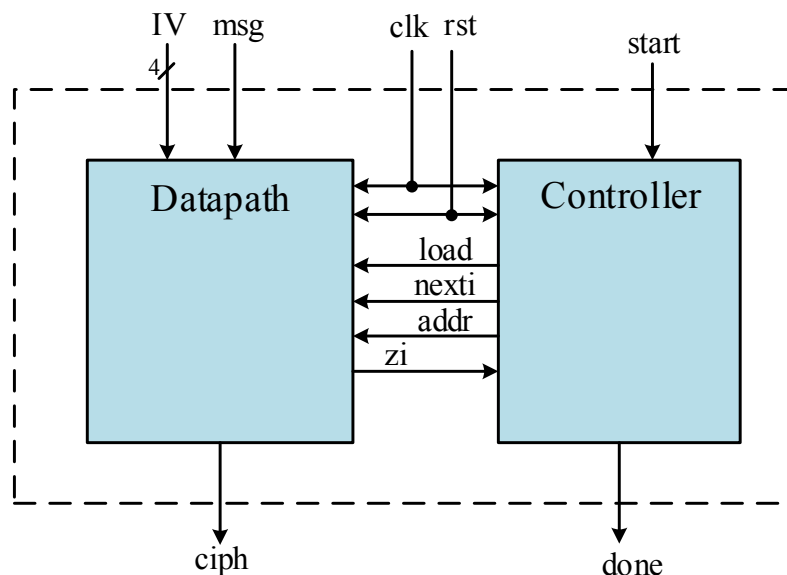 IV msg clk rst start
4
Datapath Controller
load
nexti
addr
zi
ciph done